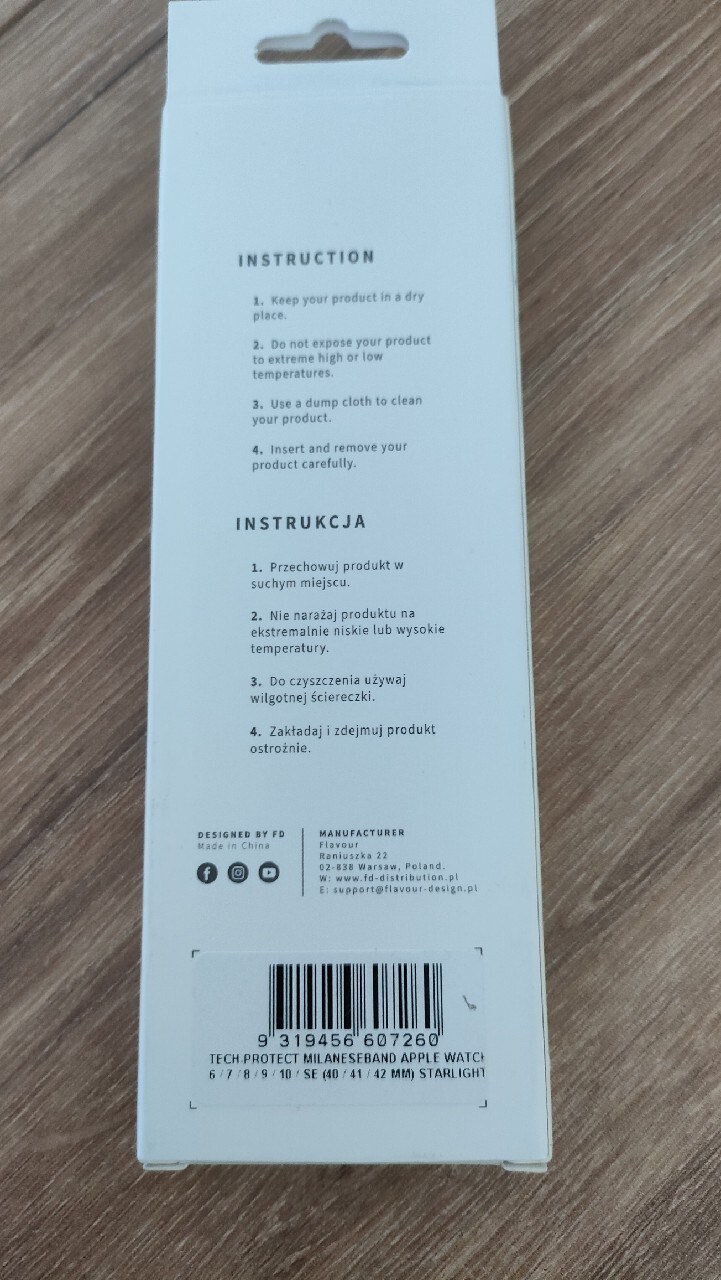 INSTRUCTION
1. Keep your product in a dry
place.
2. Do not expose your product
to extreme high or low
temperatures.
3. Use a dump cloth to clean
your product.
4. Insert and remove your
product carefully.
INSTRUKCJA
1. Przechowuj produkt w
suchym miejscu.
2. Nie narażaj produktu na
ekstremalnie niskie lub wysokie
temperatury.
3. Do czyszczenia używaj
wilgotnej ściereczki.
4. Zakładaj i zdejmuj produkt
ostrożnie.
DESIGNED BY FD
Made in China
MANUFACTURER
Flavour
Raniuszka 22
02-838 Warsaw, Poland.
W: www.fd-distribution.pl
E: support@flavour-design.pl
9 319456 607260
TECH-PROTECT MILANESEBAND APPLE WATCH
6 / 7 / 8 / 9 / 10 / SE (40 / 41 / 42 MM) STARLIGHT